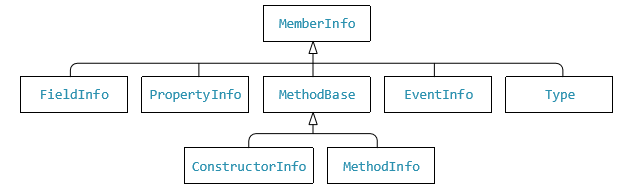 MemberInfo
FieldInfo PropertyInfo MethodBase EventInfo Type
ConstructorInfo MethodInfo